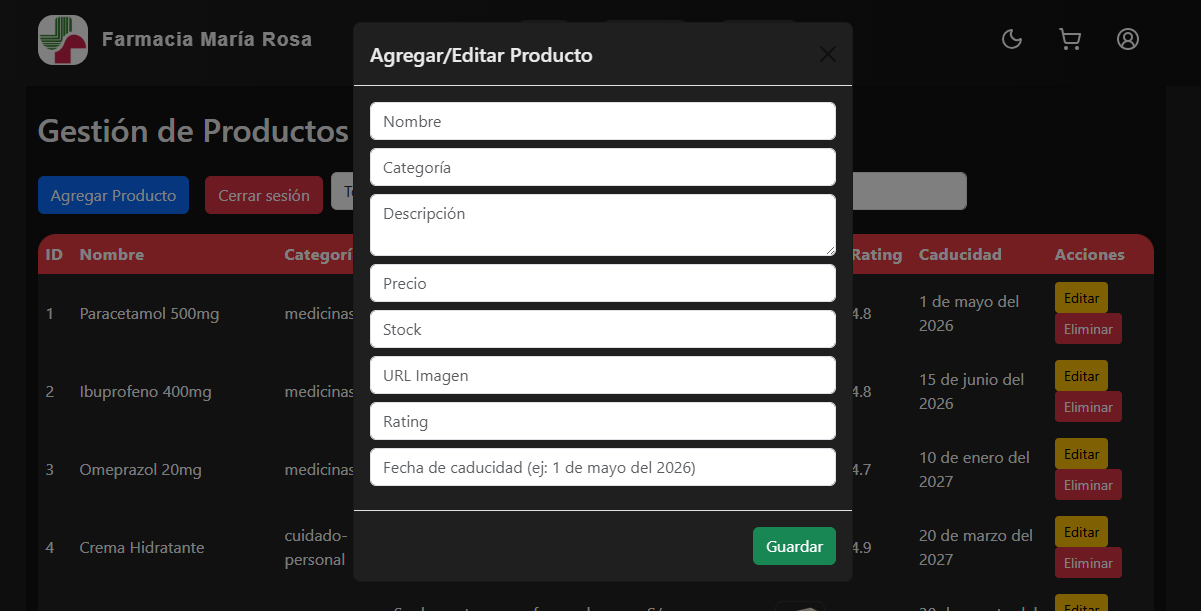 Farmacia María Rosa
Agregar/Editar Producto
Gestión de Productos
Agregar Producto
Cerrar sesión
Nombre
Categoría
Descripción
Precio
Stock
URL Imagen
Rating
Fecha de caducidad (ej: 1 de mayo del 2026)
Guardar
ID Nombre Rating Caducidad Acciones
1 Paracetamol 500mg medicinas 4.8 1 de mayo del
2026
Editar
Eliminar
2 Ibuprofeno 400mg medicinas 4.8 15 de junio del
2026
Editar
Eliminar
3 Omeprazol 20mg medicinas 4.7 10 de enero del
2027
Editar
Eliminar
4 Crema Hidratante cuidado-
personal
4.9 20 de marzo del
2027
Editar
Eliminar
Editar